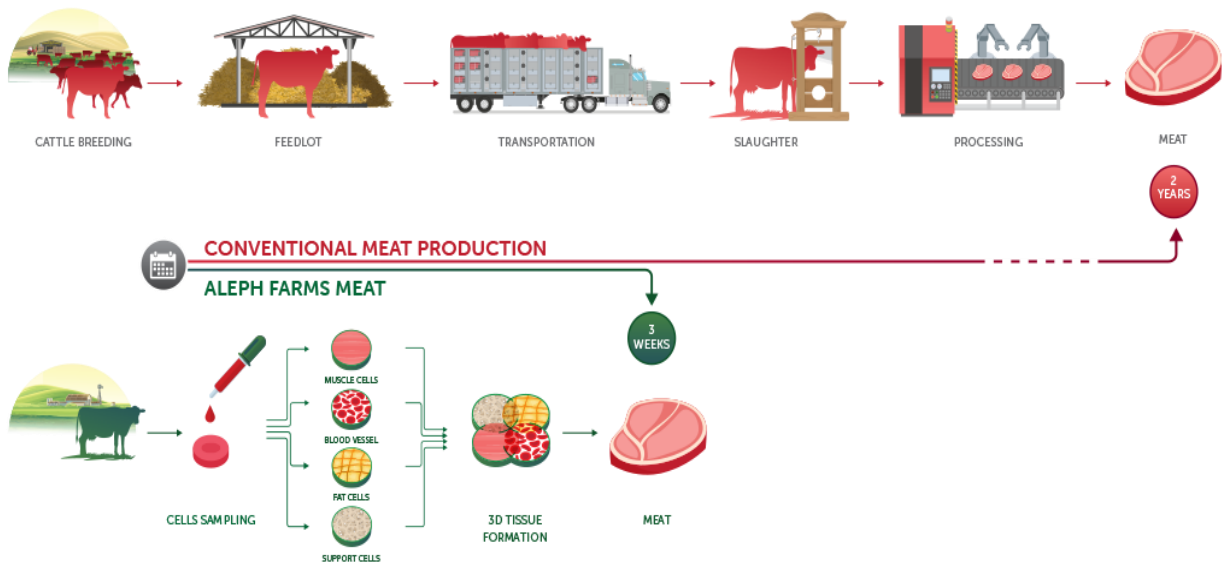 CATTLE BREEDING
FEEDLOT
TRANSPORTATION
SLAUGHTER
PROCESSING
MEAT
2
YEARS
CONVENTIONAL MEAT PRODUCTION
ALEPH FARMS MEAT
3
WEEKS
MUSCLE CELLS
BLOOD VESSEL
FAT CELLS
SUPPORT CELLS
CELLS SAMPLING
3D TISSUE
FORMATION
MEAT